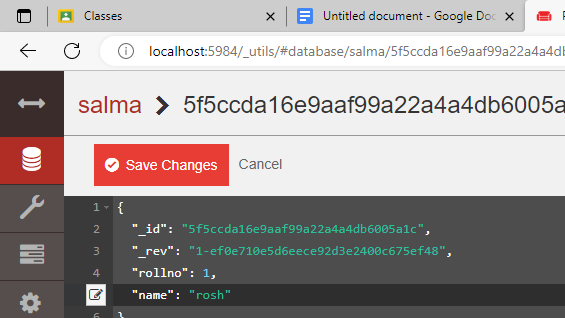 Classes
Untitled document - Google Doc
localhost:5984/_utils/#database/salma/5f5ccda16e9aaf99a22a4a4db
salma > 5f5ccda16e9aaf99a22a4a4db6005a
Save Changes Cancel
1 {
2 "_id": "5f5ccda16e9aaf99a22a4a4db6005a1c",
3 "_rev": "1-ef0e710e5d6eece92d3e2400c675ef48",
4 "rollno": 1,
"name": "rosh"
6 }